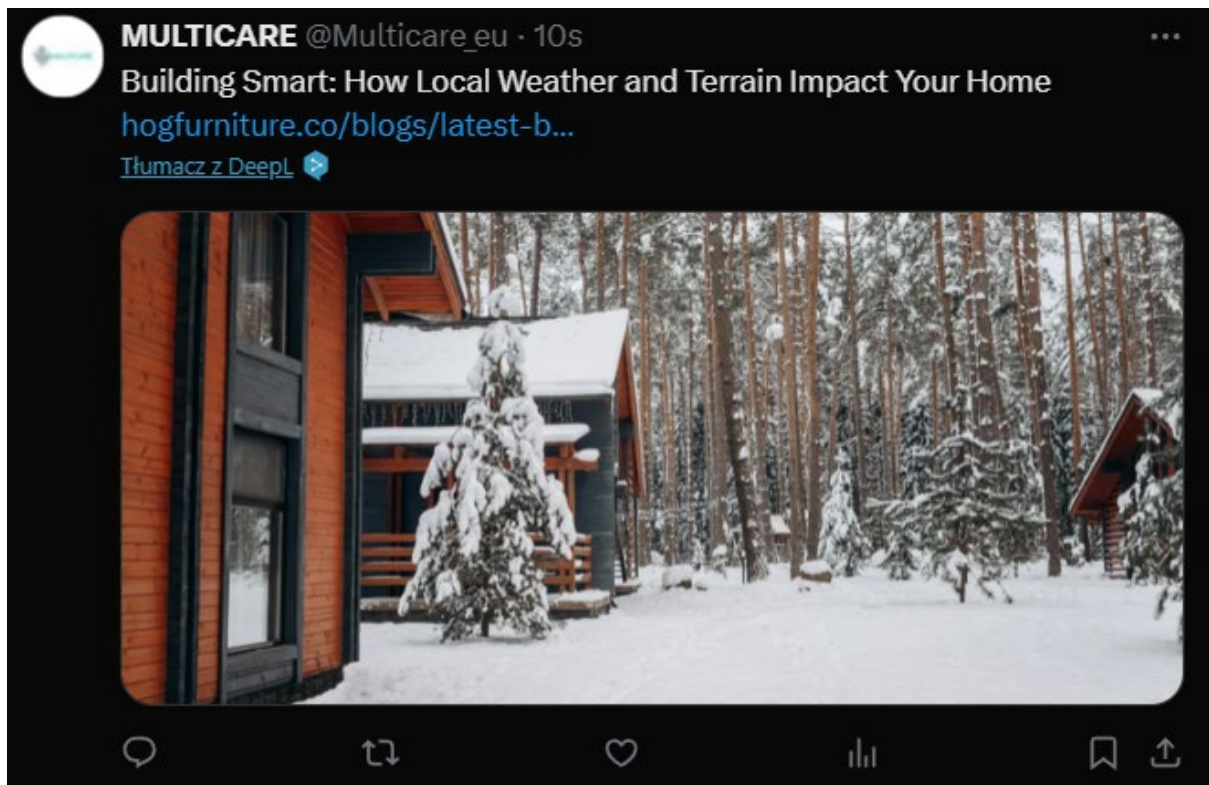 MULTICARE @Multicare_eu · 10s
Building Smart: How Local Weather and Terrain Impact Your Home
hogfurniture.co/blogs/latest-b...
Tłumacz z DeepL